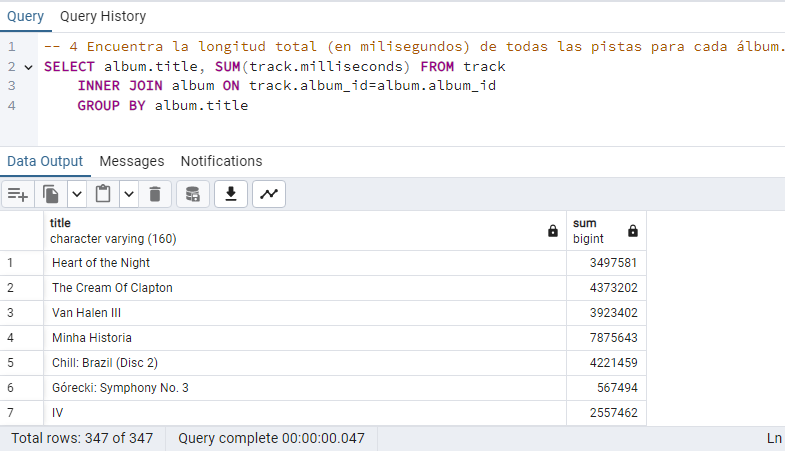 Query Query History
1 -- 4 Encuentra la longitud total (en milisegundos) de todas las pistas para cada álbum.
2 SELECT album.title, SUM(track.milliseconds) FROM track
3 INNER JOIN album ON track.album_id=album.album_id
4 GROUP BY album.title
Data Output Messages Notifications
title sum
character varying (160) bigint
1 Heart of the Night 3497581
2 The Cream Of Clapton 4373202
3 Van Halen III 3923402
4 Minha Historia 7875643
5 Chill: Brazil (Disc 2) 4221459
6 Górecki: Symphony No. 3 567494
7 IV 2557462
Total rows: 347 of 347 Query complete 00:00:00.047 Ln